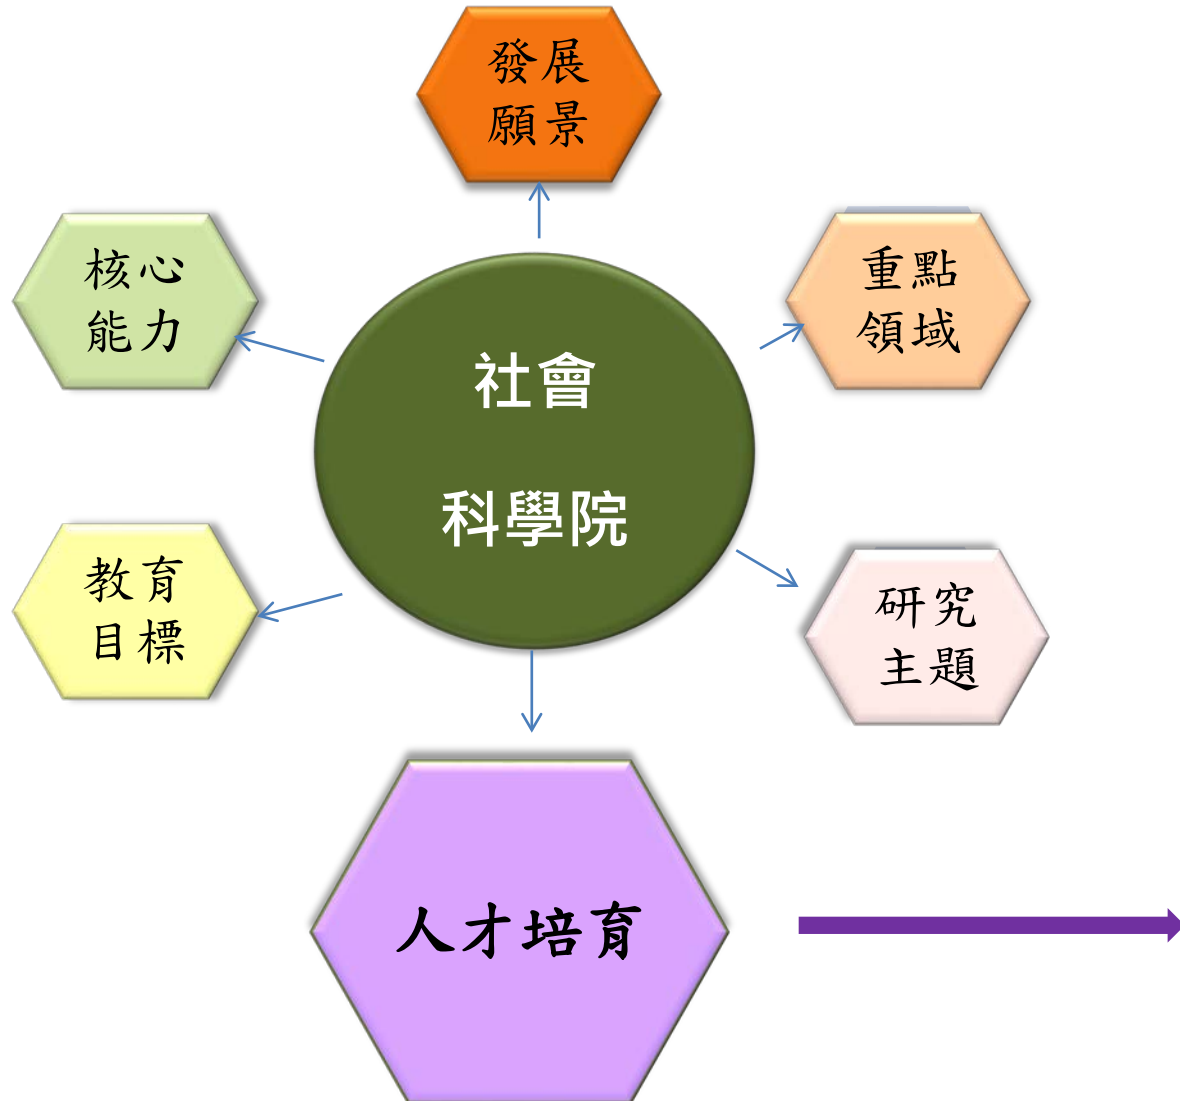 發展
願景
核心
能力
重點
領域
社會
科學院
教育
目標
研究
主題
人才培育